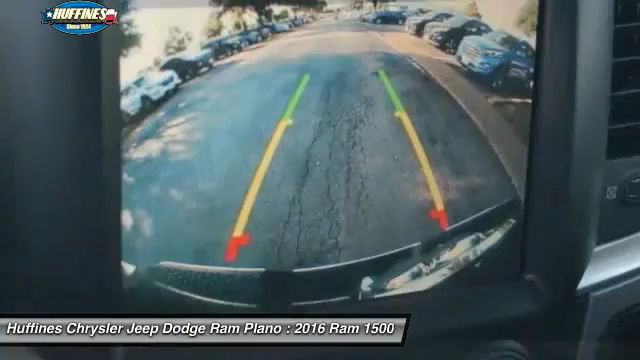 HUFFINES
Since 1924
Huffines Chrysler Jeep Dodge Ram Plano : 2016 Ram 1500